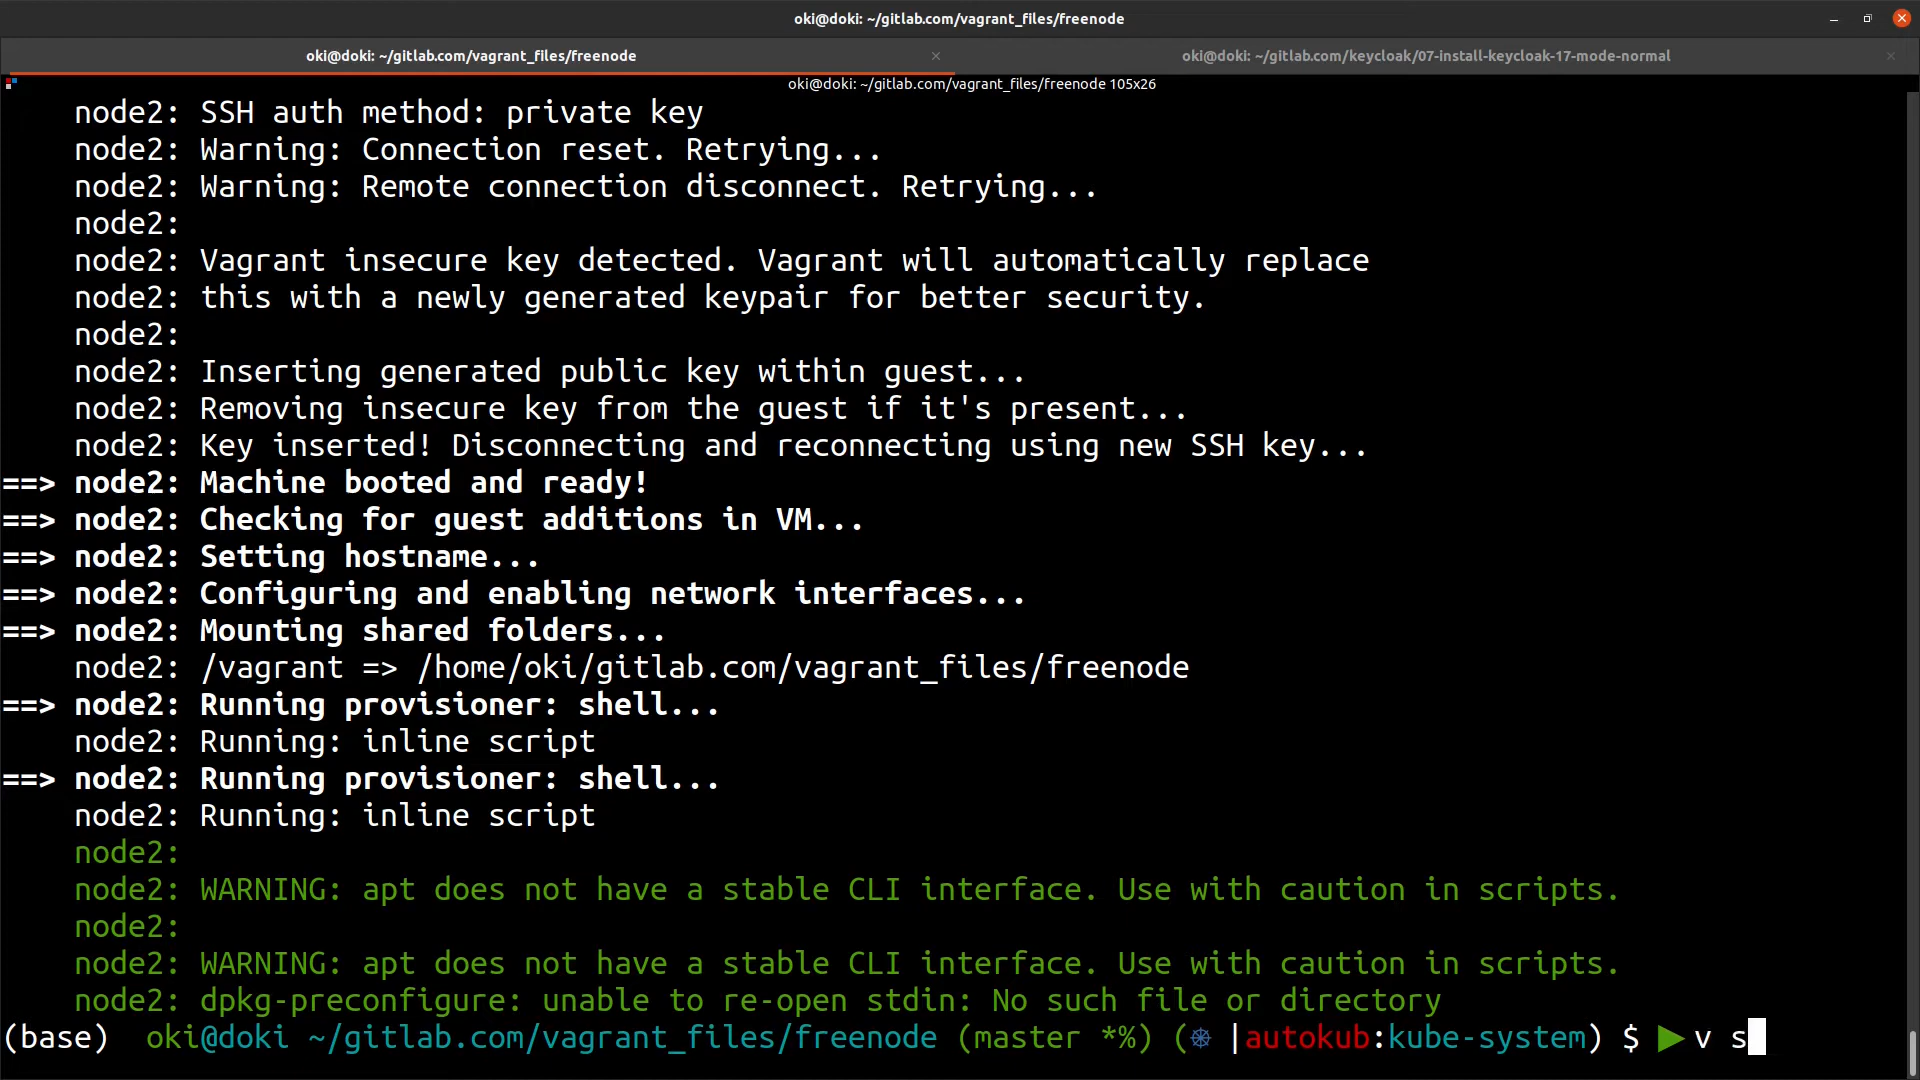 oki@doki: ~/gitlab.com/vagrant_files/freenode
oki@doki: ~/gitlab.com/vagrant_files/freenode
oki@doki: ~/gitlab.com/keycloak/07-install-keycloak-17-mode-normal
oki@doki: ~/gitlab.com/vagrant_files/freenode 105x26
node2: SSH auth method: private key
node2: Warning: Connection reset. Retrying...
node2: Warning: Remote connection disconnect. Retrying...
node2:
node2: Vagrant insecure key detected. Vagrant will automatically replace
node2: this with a newly generated keypair for better security.
node2:
node2: Inserting generated public key within guest...
node2: Removing insecure key from the guest if it's present...
node2: Key inserted! Disconnecting and reconnecting using new SSH key...
==> node2: Machine booted and ready!
==> node2: Checking for guest additions in VM...
==> node2: Setting hostname...
==> node2: Configuring and enabling network interfaces...
==> node2: Mounting shared folders...
node2: /vagrant => /home/oki/gitlab.com/vagrant_files/freenode
==> node2: Running provisioner: shell...
node2: Running: inline script
==> node2: Running provisioner: shell...
node2: Running: inline script
node2:
node2: WARNING: apt does not have a stable CLI interface. Use with caution in scripts.
node2:
node2: WARNING: apt does not have a stable CLI interface. Use with caution in scripts.
node2: dpkg-preconfigure: unable to re-open stdin: No such file or directory
(base)  oki@doki ~/gitlab.com/vagrant_files/freenode (master *%) (⎈ |autokub:kube-system) $ ▶ v s